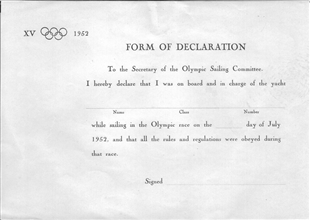 XV 1952
FORM OF DECLARATION
To the Secretary of the Olympic Sailing Committee.
I hereby declare that I was on board and in charge of the yacht
Name Class Number
while sailing in the Olympic race on the day of July
1952, and that all the rules and regulations were obeyed during
that race.
Signed